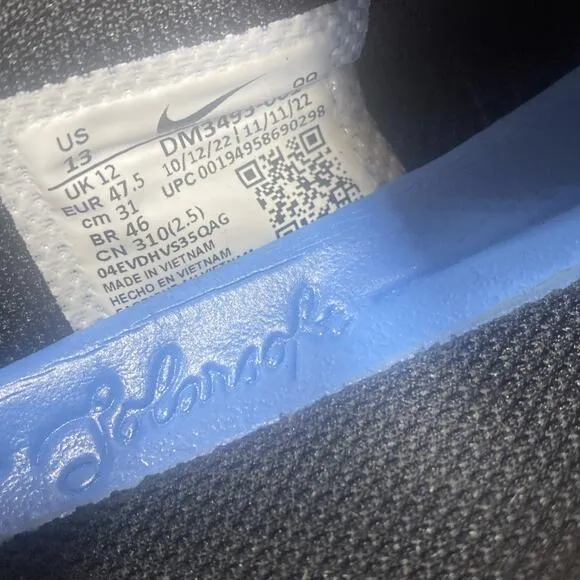 US
13
UK 12
EUR 47.5
cm 31
BR 46
CN 310(2.5)
04EVDHVS35QAG
MADE IN VIETNAM
HECHO EN VIETNAM
10/12/22 | 11/11/22
UPC 00194958690298
Solarsoft